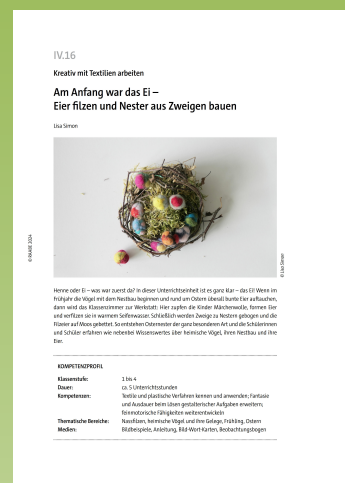 IV.16
Kreativ mit Textilien arbeiten
Am Anfang war das Ei –
Eier filzen und Nester aus Zweigen bauen
Lisa Simon
© RAABE 2024
© Lisa Simon
Henne oder Ei – was war zuerst da? In dieser Unterrichtseinheit ist es ganz klar – das Ei! Wenn im
Frühjahr die Vögel mit dem Nestbau beginnen und rund um Ostern überall bunte Eier auftauchen,
dann wird das Klassenzimmer zur Werkstatt: Hier zupfen die Kinder Märchenwolle, formen Eier
und verfilzen sie in warmem Seifenwasser. Schließlich werden Zweige zu Nestern gebogen und die
Filzeier auf Moos gebettet. So entstehen Osternester der ganz besonderen Art und die Schülerinnen
und Schüler erfahren wie nebenbei Wissenswertes über heimische Vögel, ihren Nestbau und ihre
Eier.
KOMPETENZPROFIL
Klassenstufe: 1 bis 4
Dauer: ca. 5 Unterrichtsstunden
Kompetenzen: Textile und plastische Verfahren kennen und anwenden; Fantasie
und Ausdauer beim Lösen gestalterischer Aufgaben erweitern;
feinmotorische Fähigkeiten weiterentwickeln
Thematische Bereiche: Nassfilzen, heimische Vögel und ihre Gelege, Frühling, Ostern
Medien: Bildbeispiele, Anleitung, Bild-Wort-Karten, Beobachtungsbogen